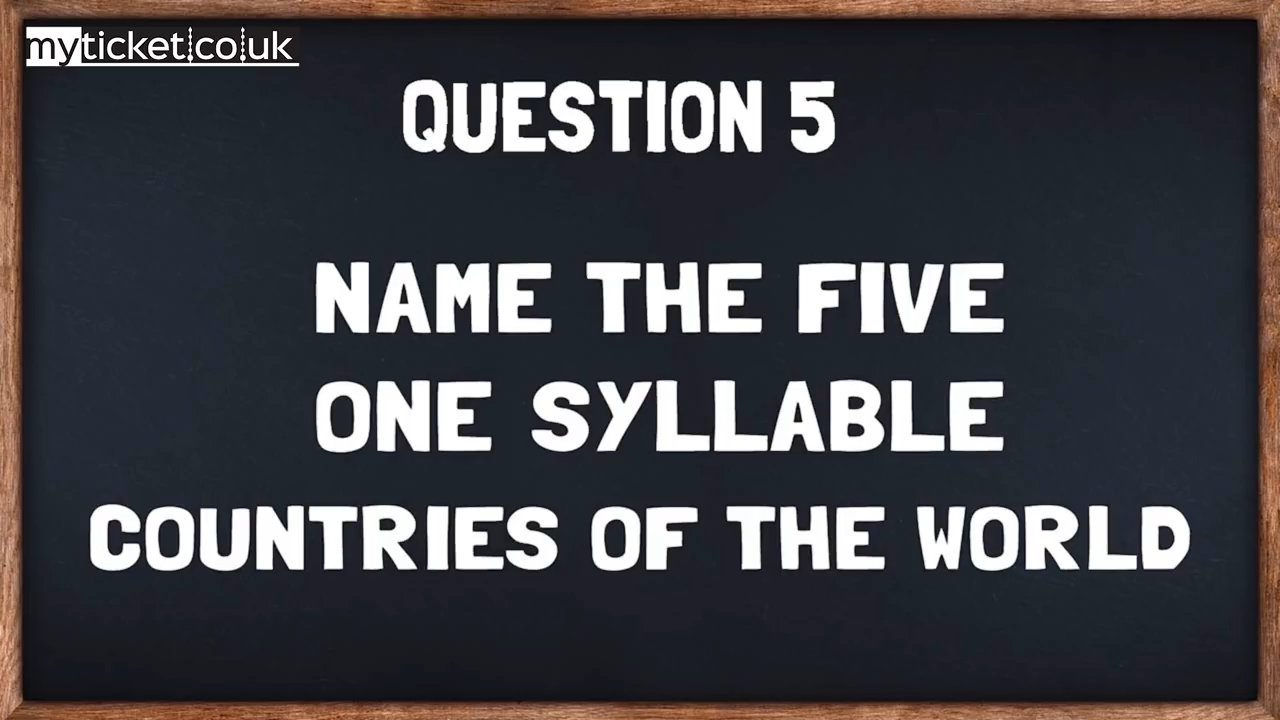 myticket.co.uk
QUESTION 5
NAME THE FIVE
ONE SYLLABLE
COUNTRIES OF THE WORLD